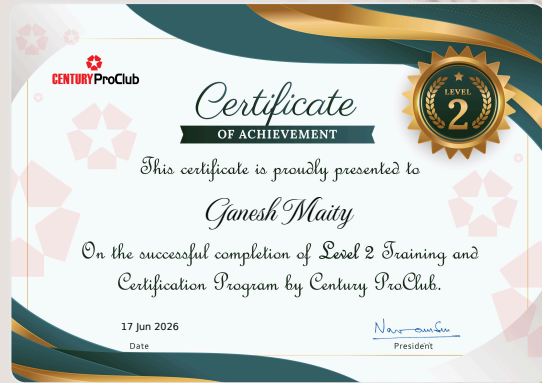 CENTURY ProClub
Certificate
OF ACHIEVEMENT
LEVEL
2
This certificate is proudly presented to
Ganesh Maity
On the successful completion of Level 2 Training and
Certification Program by Century ProClub.
17 Jun 2026
Date
President